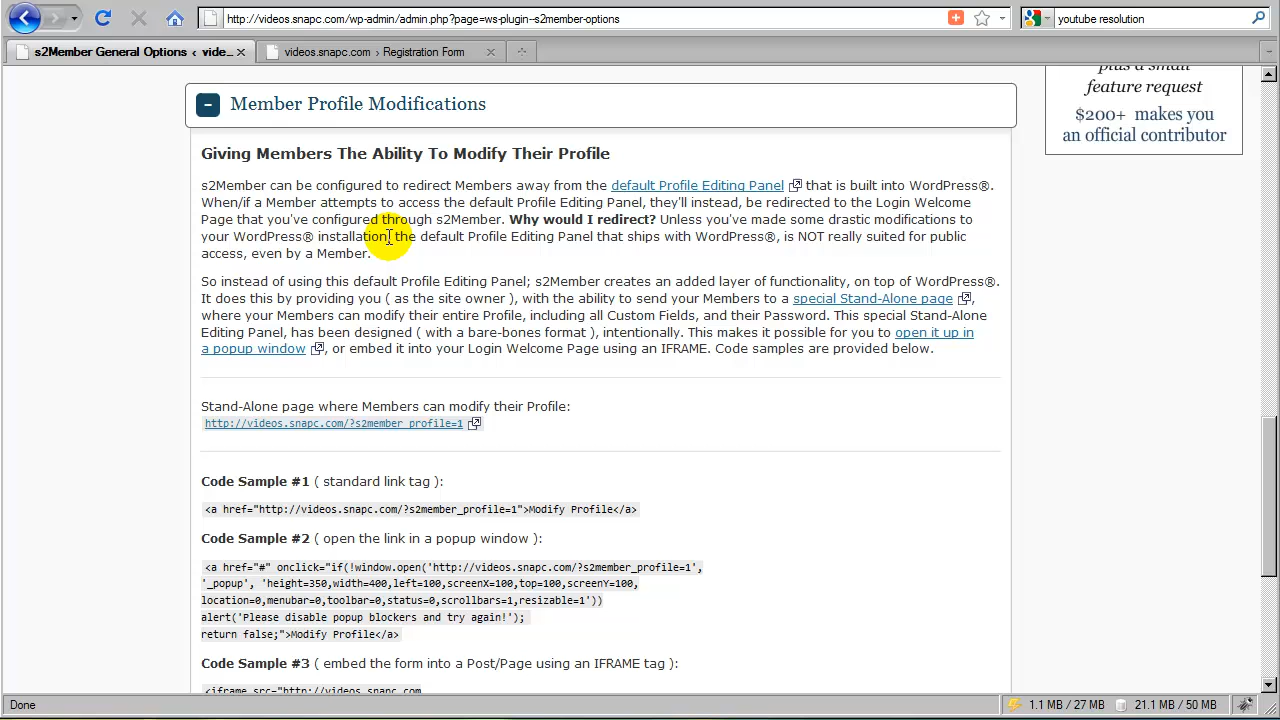 http://videos.snapc.com/wp-admin/admin.php?page=ws-plugin--s2member-options
youtube resolution
s2Member General Options ‹ vide...
videos.snapc.com › Registration Form
plus a small
feature request
$200+ makes you
an official contributor
Member Profile Modifications
Giving Members The Ability To Modify Their Profile
s2Member can be configured to redirect Members away from the default Profile Editing Panel that is built into WordPress®.
When/if a Member attempts to access the default Profile Editing Panel, they'll instead, be redirected to the Login Welcome
Page that you've configured through s2Member. Why would I redirect? Unless you've made some drastic modifications to
your WordPress® installation, the default Profile Editing Panel that ships with WordPress®, is NOT really suited for public
access, even by a Member.
So instead of using this default Profile Editing Panel; s2Member creates an added layer of functionality, on top of WordPress®.
It does this by providing you ( as the site owner ), with the ability to send your Members to a special Stand-Alone page ,
where your Members can modify their entire Profile, including all Custom Fields, and their Password. This special Stand-Alone
Editing Panel, has been designed ( with a bare-bones format ), intentionally. This makes it possible for you to open it up in
a popup window , or embed it into your Login Welcome Page using an IFRAME. Code samples are provided below.
Stand-Alone page where Members can modify their Profile:
http://videos.snapc.com/?s2member_profile=1
Code Sample #1 ( standard link tag ):
<a href="http://videos.snapc.com/?s2member_profile=1">Modify Profile</a>
Code Sample #2 ( open the link in a popup window ):
<a href="#" onclick="if(!window.open('http://videos.snapc.com/?s2member_profile=1',
'_popup', 'height=350,width=400,left=100,screenX=100,top=100,screenY=100,
location=0,menubar=0,toolbar=0,status=0,scrollbars=1,resizable=1'))
alert('Please disable popup blockers and try again!');
return false;">Modify Profile</a>
Code Sample #3 ( embed the form into a Post/Page using an IFRAME tag ):
<iframe src="http://videos.snapc.com
Done
1.1 MB / 27 MB
21.1 MB / 50 MB